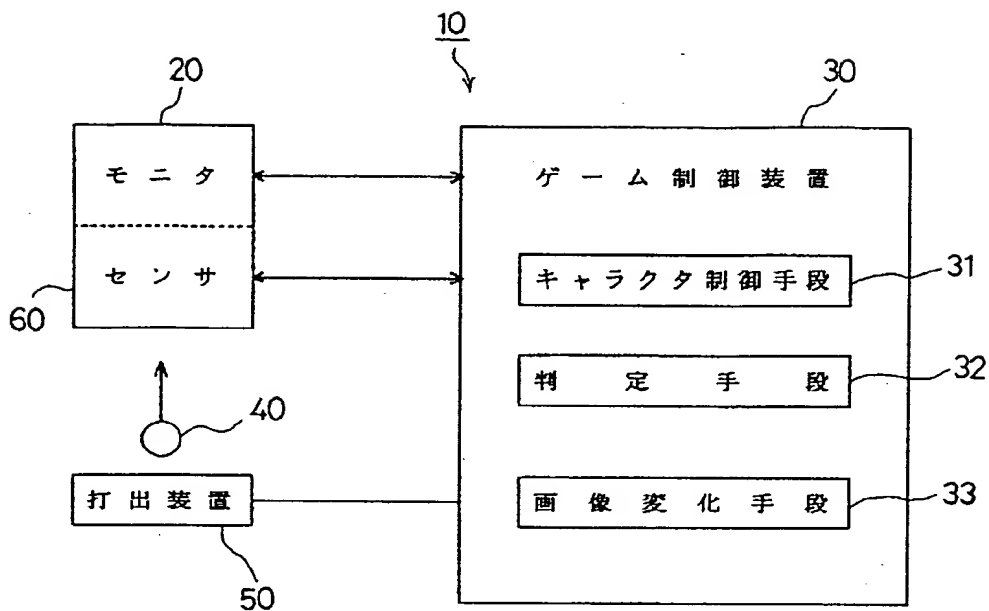 10
20
30
モニタ
ゲーム制御装置
センサ
キャラクタ制御手段
31
60
判定手段
32
40
打出装置
画像変化手段
33
50